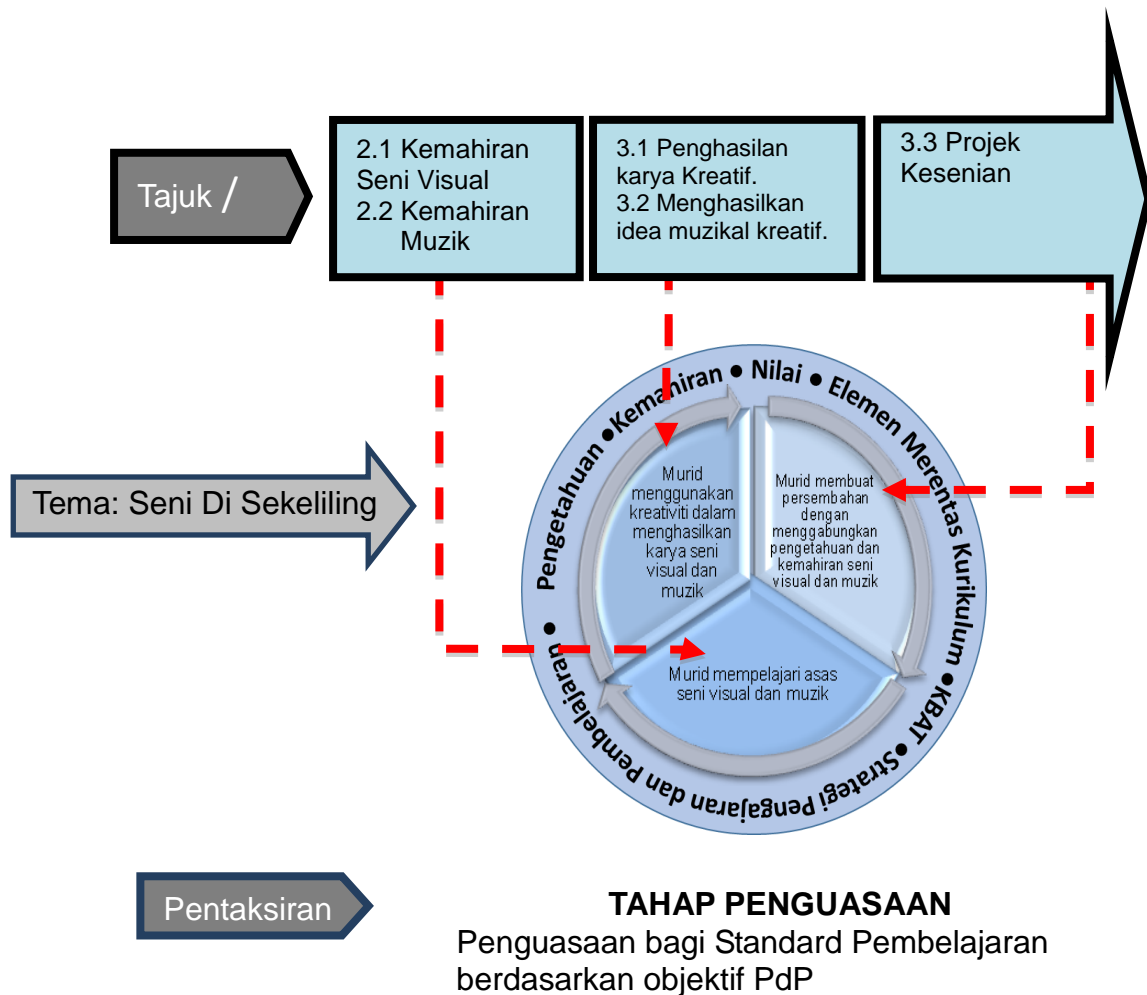 Tajuk /
2.1 Kemahiran
Seni Visual
2.2 Kemahiran
Muzik
3.1 Penghasilan
karya Kreatif.
3.2 Menghasilkan
idea muzikal kreatif.
3.3 Projek
Kesenian
Tema: Seni Di Sekeliling
Pengetahuan ●Kemahiran ● Nilai ● Elemen Merentas Kurikulum ●KBAT ●Strategi Pengajaran dan Pembelajaran ●
Murid
menggunakan
kreativiti dalam
menghasilkan
karya seni
visual dan
muzik
Murid membuat
persembahan
dengan
menggabungkan
pengetahuan dan
kemahiran seni
visual dan muzik
Murid mempelajari asas
seni visual dan muzik
Pentaksiran
TAHAP PENGUASAAN
Penguasaan bagi Standard Pembelajaran
berdasarkan objektif PdP